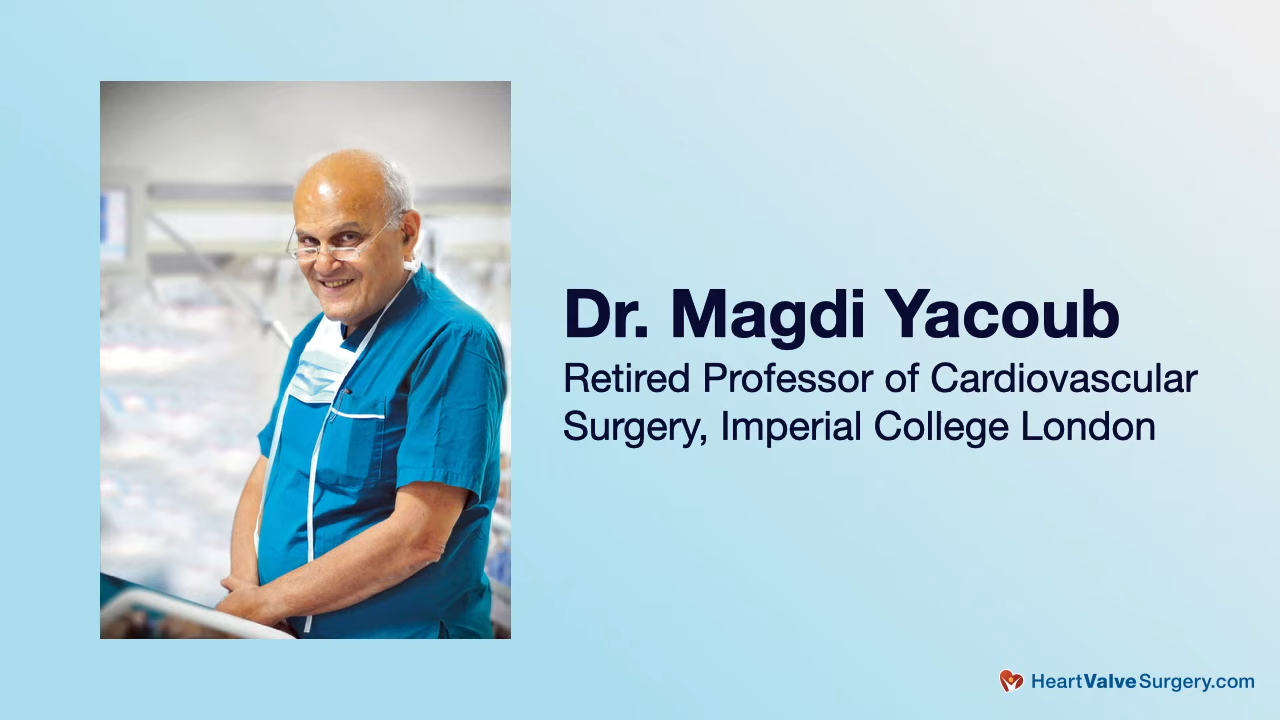 Dr. Magdi Yacoub
Retired Professor of Cardiovascular
Surgery, Imperial College London
HeartValveSurgery.com